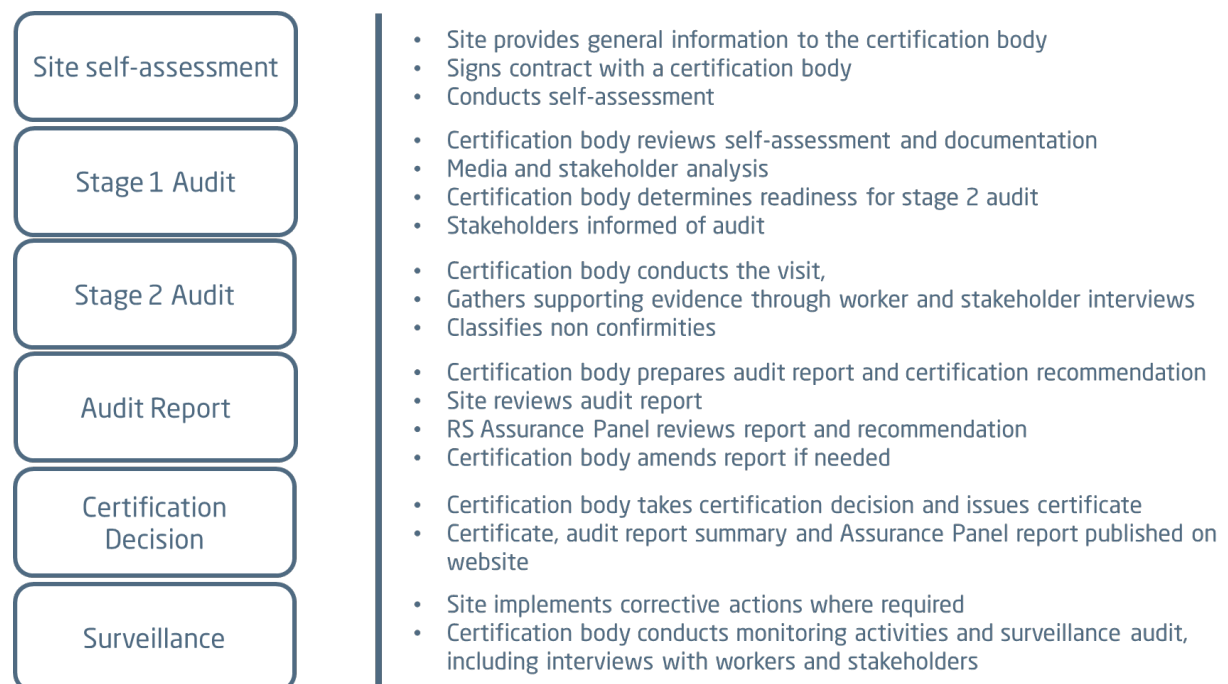 Site self-assessment
• Site provides general information to the certification body
• Signs contract with a certification body
• Conducts self-assessment
Stage 1 Audit
• Certification body reviews self-assessment and documentation
• Media and stakeholder analysis
• Certification body determines readiness for stage 2 audit
• Stakeholders informed of audit
Stage 2 Audit
• Certification body conducts the visit,
• Gathers supporting evidence through worker and stakeholder interviews
• Classifies non confirmities
Audit Report
• Certification body prepares audit report and certification recommendation
• Site reviews audit report
• RS Assurance Panel reviews report and recommendation
• Certification body amends report if needed
Certification
Decision
• Certification body takes certification decision and issues certificate
• Certificate, audit report summary and Assurance Panel report published on
website
Surveillance
• Site implements corrective actions where required
• Certification body conducts monitoring activities and surveillance audit,
including interviews with workers and stakeholders